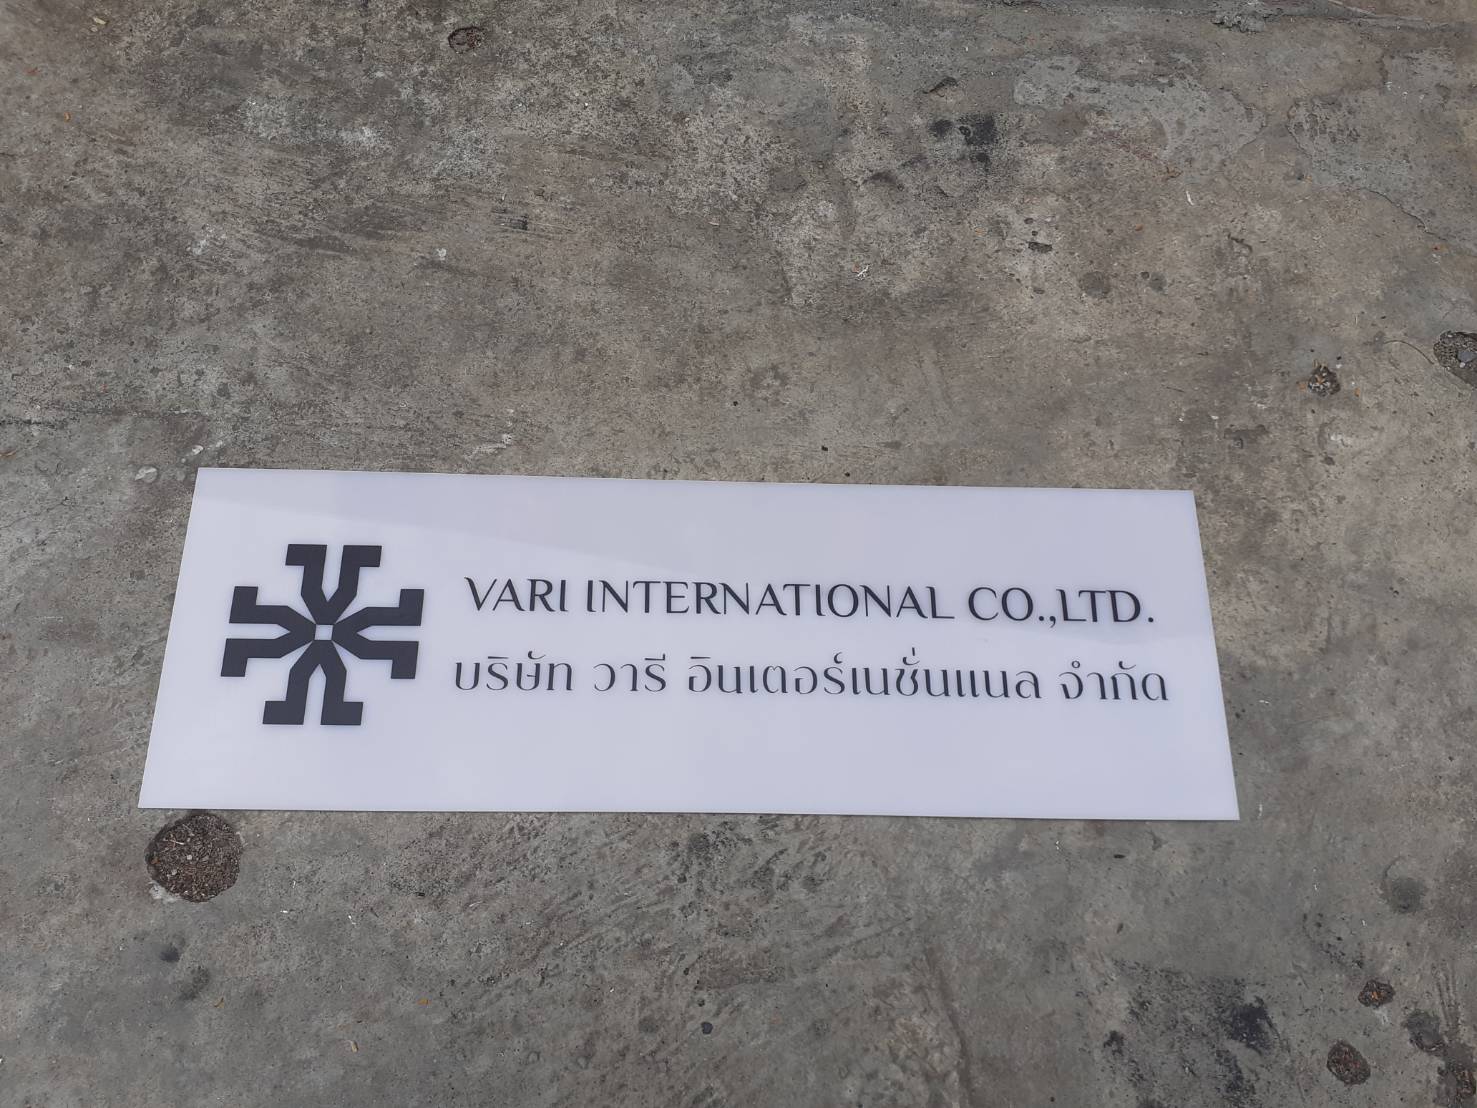 VARI INTERNATIONAL CO.,LTD.
บริษัท วารี อินเตอร์เนชั่นแนล จำกัด